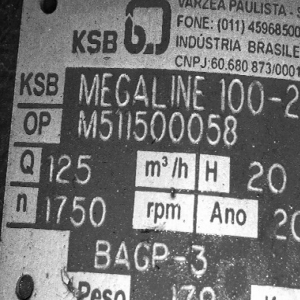 VARZEA PAULISTA - S
KSB FONE: (011) 45968500
INDÚSTRIA BRASILE
CNPJ:60.680 873/0001
KSB MEGALINE 100-2
OP M511500058
Q 125 m³/h H 20
n 1750 rpm Ano 20
BAGP-3
Peso 179